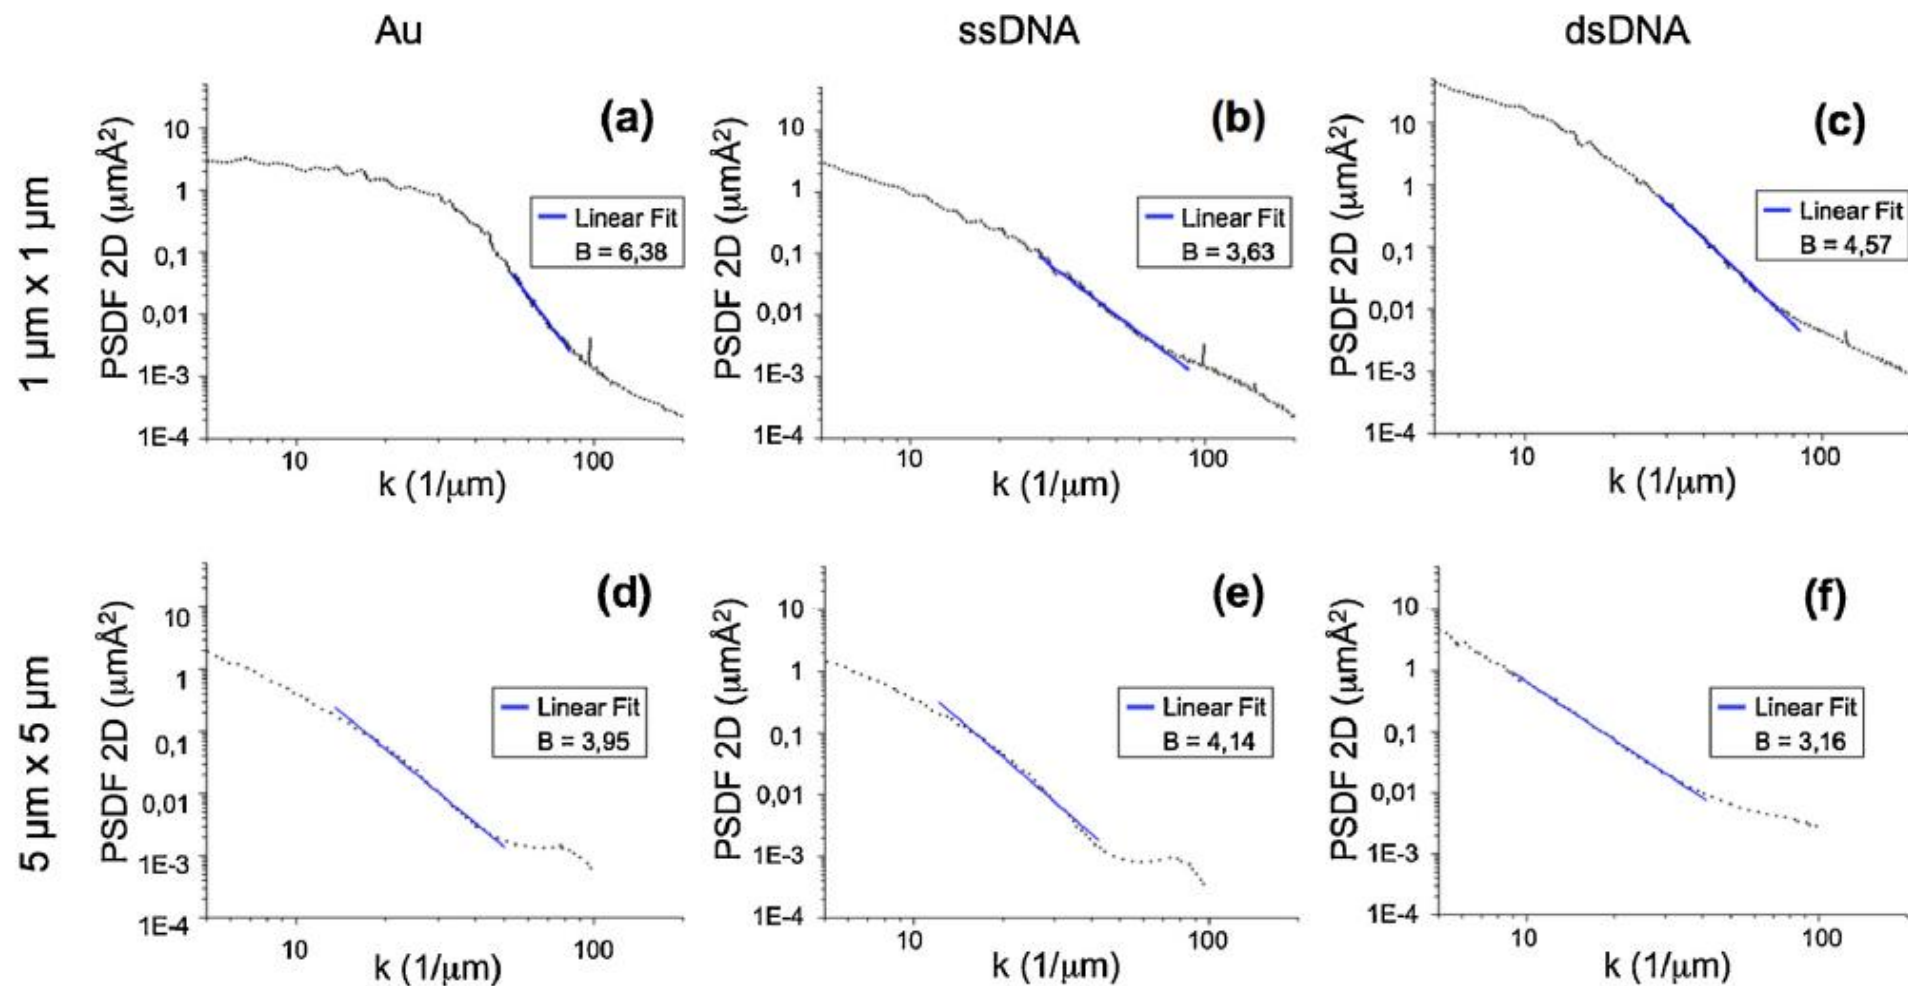 Au
ssDNA
dsDNA
1 µm x 1 µm
PSDF 2D (µmÅ²)
10
1
0,1
0,01
1E-3
1E-4
(a)
Linear Fit
B = 6,38
10
100
k (1/µm)
PSDF 2D (µmÅ²)
10
1
0,1
0,01
1E-3
1E-4
(b)
Linear Fit
B = 3,63
10
100
k (1/µm)
PSDF 2D (µmÅ²)
10
1
0,1
0,01
1E-3
1E-4
(c)
Linear Fit
B = 4,57
10
100
k (1/µm)
5 µm x 5 µm
PSDF 2D (µmÅ²)
10
1
0,1
0,01
1E-3
1E-4
(d)
Linear Fit
B = 3,95
10
100
k (1/µm)
PSDF 2D (µmÅ²)
10
1
0,1
0,01
1E-3
1E-4
(e)
Linear Fit
B = 4,14
10
100
k (1/µm)
PSDF 2D (µmÅ²)
10
1
0,1
0,01
1E-3
1E-4
(f)
Linear Fit
B = 3,16
10
100
k (1/µm)